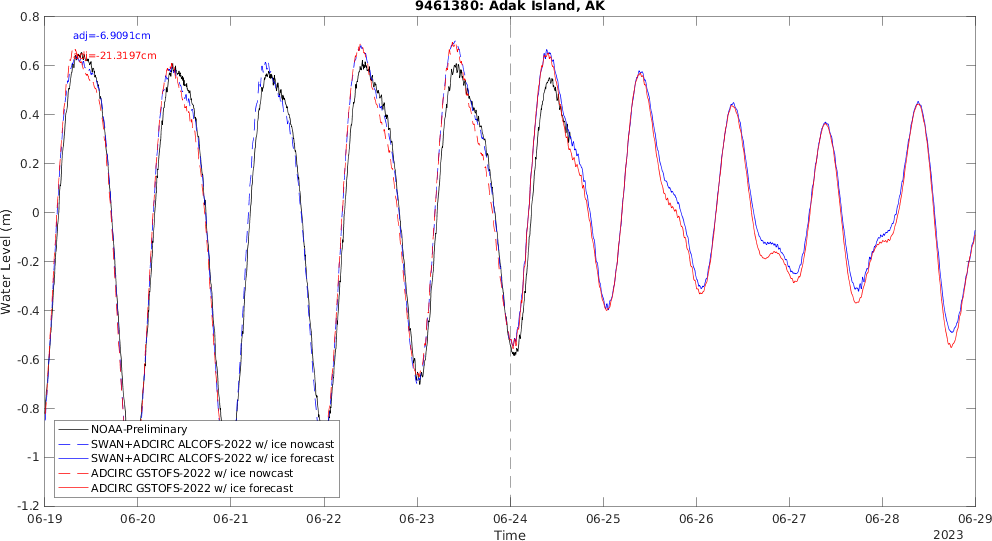 9461380: Adak Island, AK
0.8
adj=-6.9091cm
adj=-21.3197cm
0.6
0.4
0.2
0
-0.2
-0.4
-0.6
-0.8
-1
-1.2
Water Level (m)
NOAA-Preliminary
SWAN+ADCIRC ALCOFS-2022 w/ ice nowcast
SWAN+ADCIRC ALCOFS-2022 w/ ice forecast
ADCIRC GSTOFS-2022 w/ ice nowcast
ADCIRC GSTOFS-2022 w/ ice forecast
06-19 06-20 06-21 06-22 06-23 06-24 06-25 06-26 06-27 06-28 06-29
Time
2023